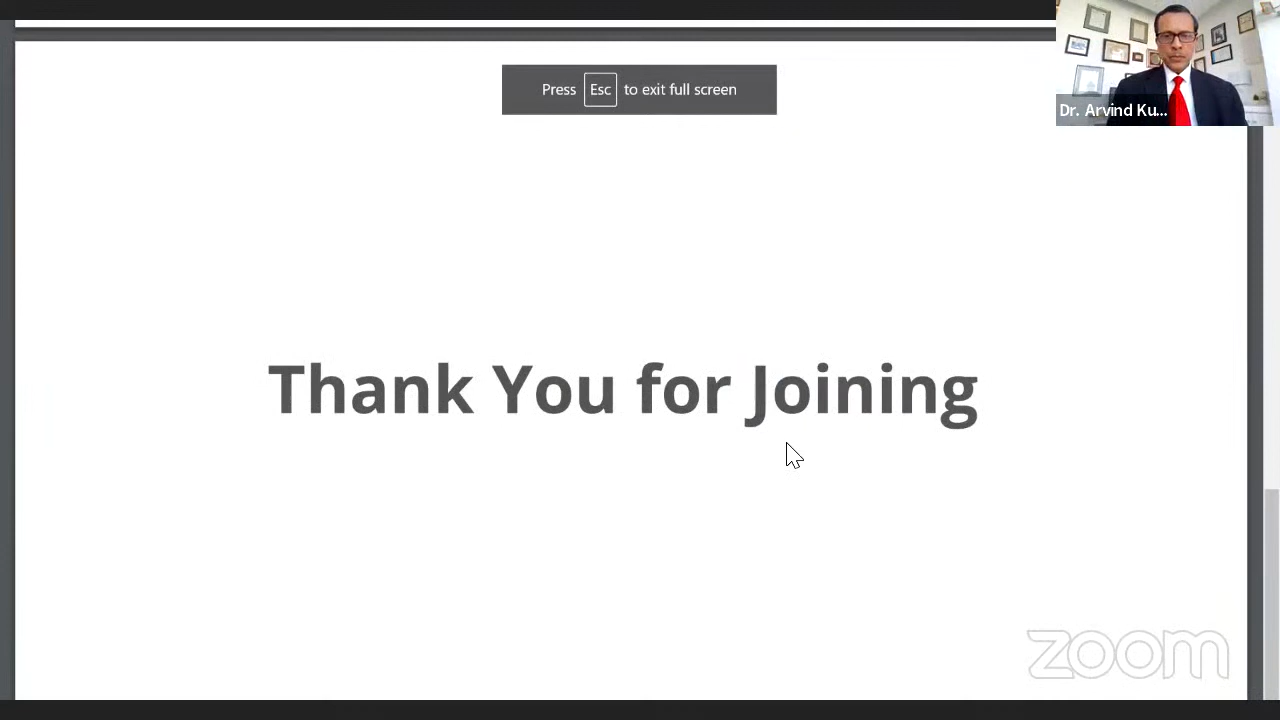 Press Esc to exit full screen
Dr. Arvind Ku...
Thank You for Joining
zoom